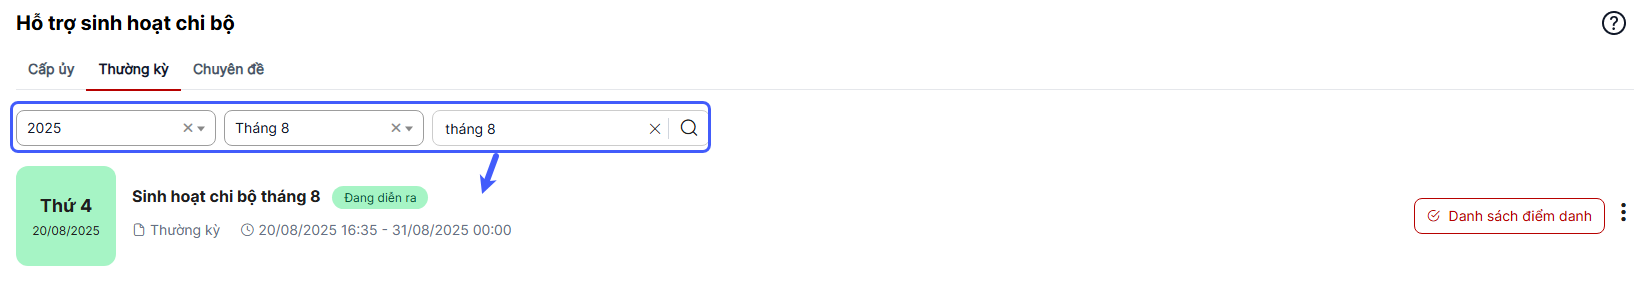 Hỗ trợ sinh hoạt chi bộ
Cấp ủy Thường kỳ Chuyên đề
2025 Tháng 8 tháng 8
Thứ 4
20/08/2025
Sinh hoạt chi bộ tháng 8 Đang diễn ra
Thường kỳ 20/08/2025 16:35 - 31/08/2025 00:00
Danh sách điểm danh